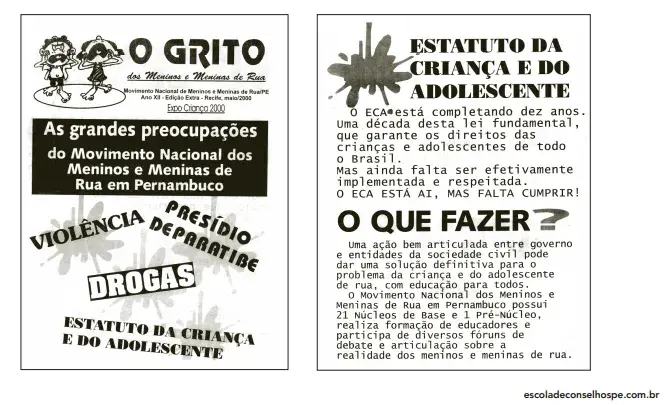 O GRITO
dos Meninos e Meninas de Rua
Movimento Nacional de Meninos e Meninas de Rua/PE
Ano XII - Edição Extra - Recife, maio/2000
Expo Criança 2000
As grandes preocupações
do Movimento Nacional dos
Meninos e Meninas de
Rua em Pernambuco
VIOLÊNCIA
PRESÍDIO
DE PARATIBE
DROGAS
ESTATUTO DA CRIANÇA
E DO ADOLESCENTE
ESTATUTO DA
CRIANÇA E DO
ADOLESCENTE
O ECA está completando dez anos.
Uma década desta lei fundamental,
que garante os direitos das
crianças e adolescentes de todo
o Brasil.
Mas ainda falta ser efetivamente
implementada e respeitada.
O ECA ESTÁ AI, MAS FALTA CUMPRIR!
O QUE FAZER?
Uma ação bem articulada entre governo
e entidades da sociedade civil pode
dar uma solução definitiva para o
problema da criança e do adolescente
de rua, com educação para todos.
O Movimento Nacional dos Meninos e
Meninas de Rua em Pernambuco possui
21 Núcleos de Base e 1 Pré-Núcleo,
realiza formação de educadores e
participa de diversos fóruns de
debate e articulação sobre a
realidade dos meninos e meninas de rua.
escoladeconselhospe.com.br